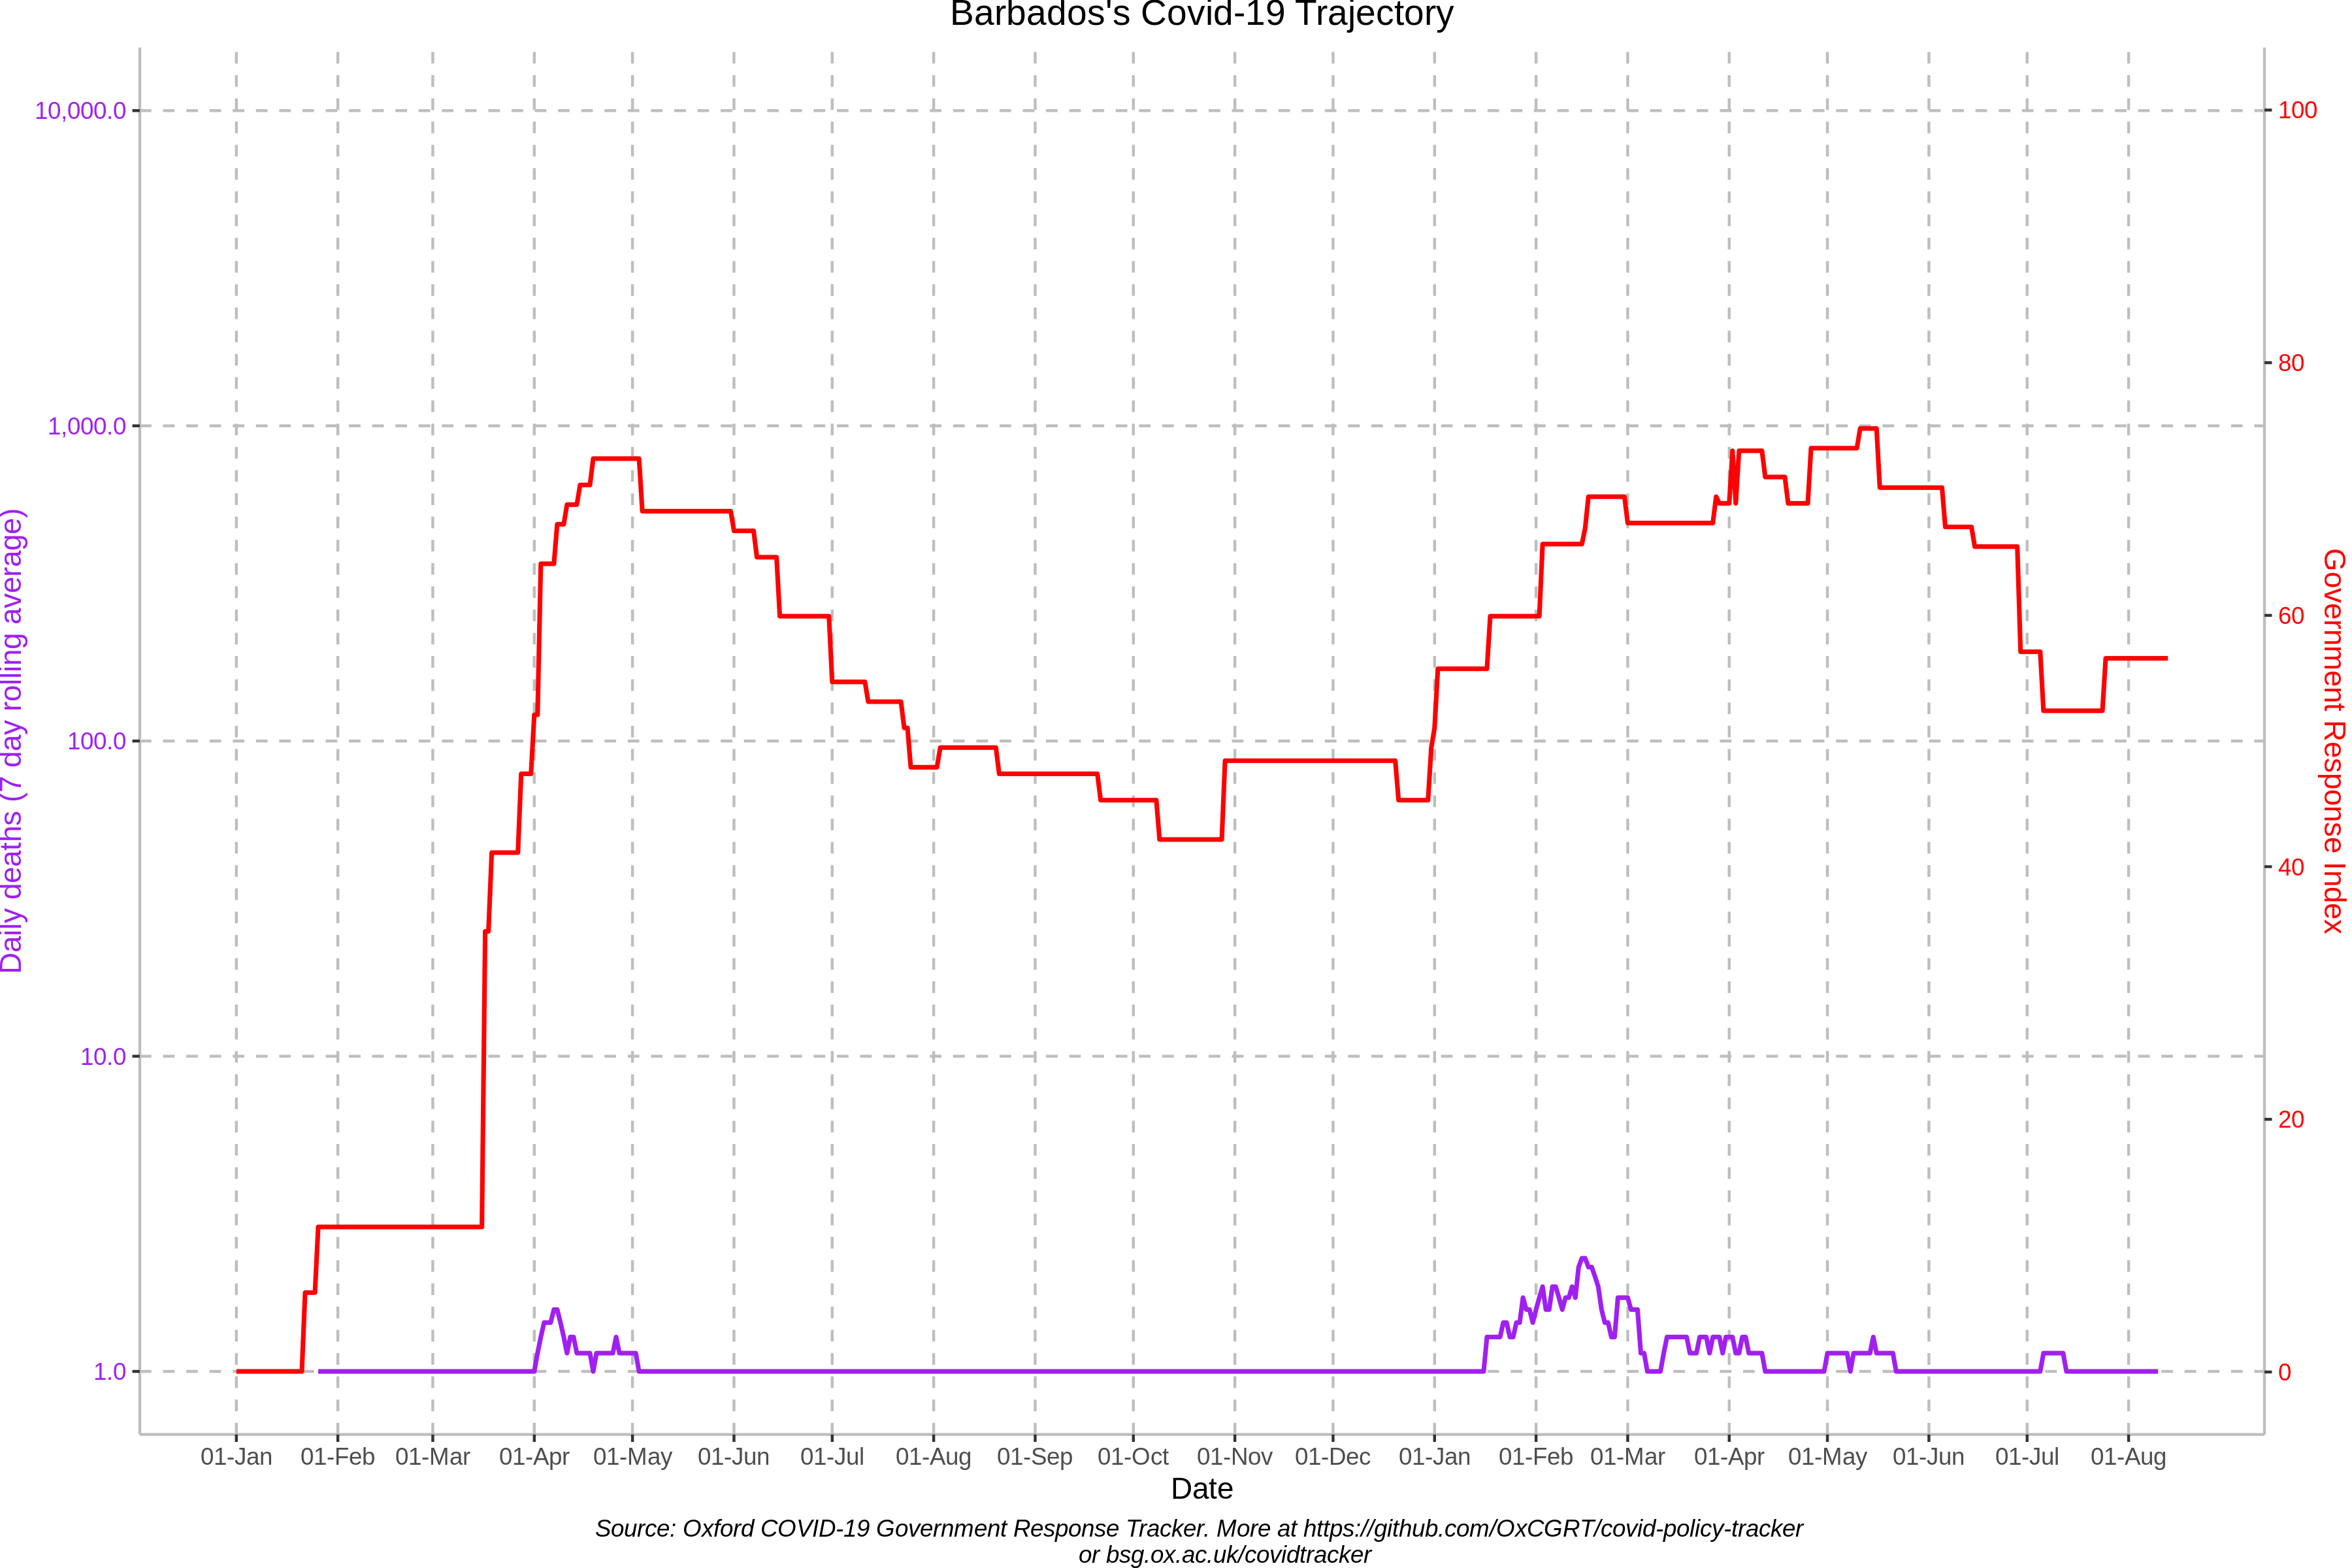 Barbados's Covid-19 Trajectory
10,000.0
1,000.0
100.0
10.0
1.0
Daily deaths (7 day rolling average)
100
80
60
40
20
0
Government Response Index
01-Jan 01-Feb 01-Mar 01-Apr 01-May 01-Jun 01-Jul 01-Aug 01-Sep 01-Oct 01-Nov 01-Dec 01-Jan 01-Feb 01-Mar 01-Apr 01-May 01-Jun 01-Jul 01-Aug
Date
Source: Oxford COVID-19 Government Response Tracker. More at https://github.com/OxCGRT/covid-policy-tracker
or bsg.ox.ac.uk/covidtracker